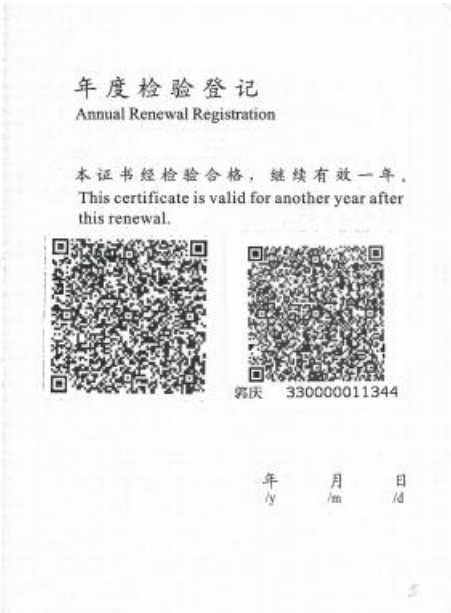 年度检验登记
Annual Renewal Registration
本证书经检验合格，继续有效一年。
This certificate is valid for another year after
this renewal.
郭庆 330000011344
年 月 日
/y /m /d
5